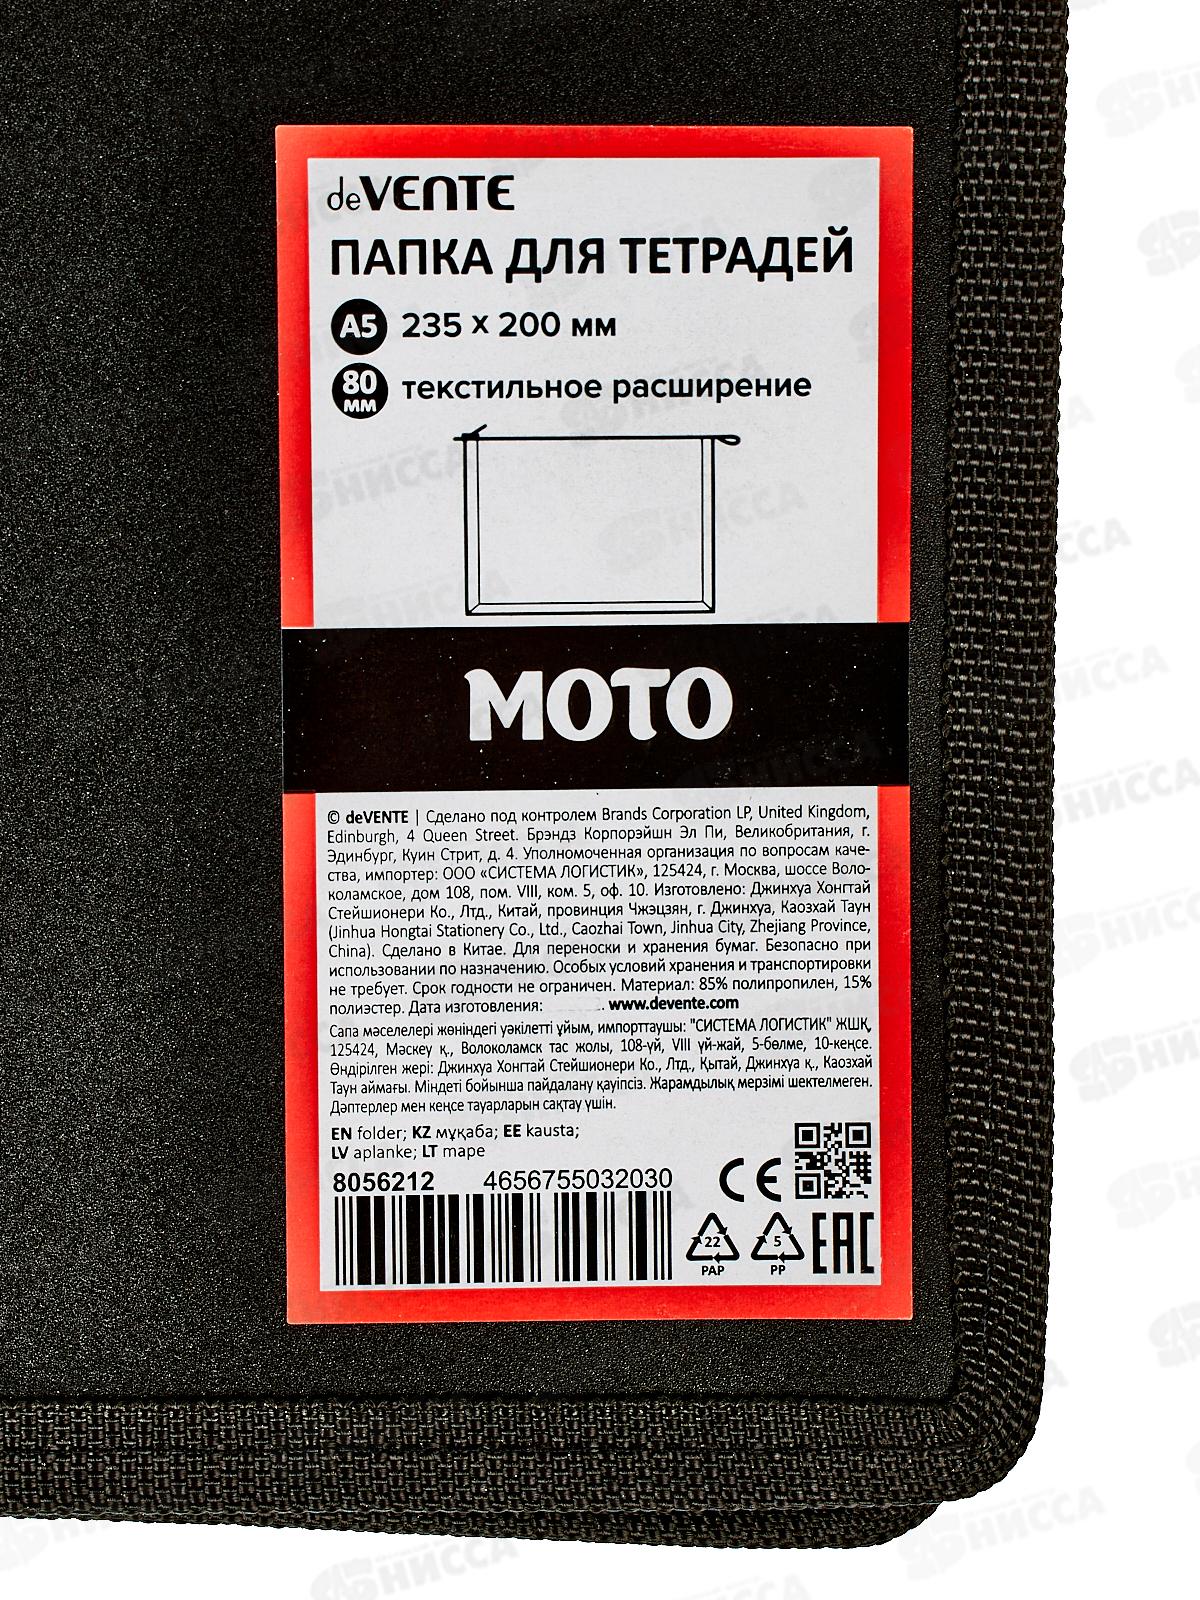 deVENTE
ПАПКА ДЛЯ ТЕТРАДЕЙ
A5 235 x 200 мм
80 мм текстильное расширение
МОТО
© deVENTE | Сделано под контролем Brands Corporation LP, United Kingdom,
Edinburgh, 4 Queen Street. Брэндз Корпорэйшн Эл Пи, Великобритания, г.
Эдинбург, Куин Стрит, д. 4. Уполномоченная организация по вопросам каче-
ства, импортер: ООО «СИСТЕМА ЛОГИСТИК», 125424, г. Москва, шоссе Воло-
коламское, дом 108, пом. VIII, ком. 5, оф. 10. Изготовлено: Джинхуа Хонгтай
Стейшионери Ко., Лтд., Китай, провинция Чжэцзян, г. Джинхуа, Каозхай Таун
(Jinhua Hongtai Stationery Co., Ltd., Caozhai Town, Jinhua City, Zhejiang Province,
China). Сделано в Китае. Для переноски и хранения бумаг. Безопасно при
использовании по назначению. Особых условий хранения и транспортировки
не требует. Срок годности не ограничен. Материал: 85% полипропилен, 15%
полиэстер. Дата изготовления: . www.devente.com
Сапа мәселелері жөніндегі уәкілетті ұйым, импорттаушы: "СИСТЕМА ЛОГИСТИК" ЖШҚ,
125424, Мәскеу қ., Волоколамск тас жолы, 108-үй, VIII үй-жай, 5-бөлме, 10-кеңсе.
Өндірілген жері: Джинхуа Хонгтай Стейшионери Ко., Лтд., Қытай, Джинхуа қ., Каозхай
Таун аймағы. Міндеті бойынша пайдалану қауіпсіз. Жарамдылық мерзімі шектелмеген.
Дәптерлер мен кеңсе тауарларын сақтау үшін.
EN folder; KZ мұқаба; EE kausta;
LV aplanke; LT mape
8056212 4656755032030
CE
22 PAP
5 PP
EAC
НИССА